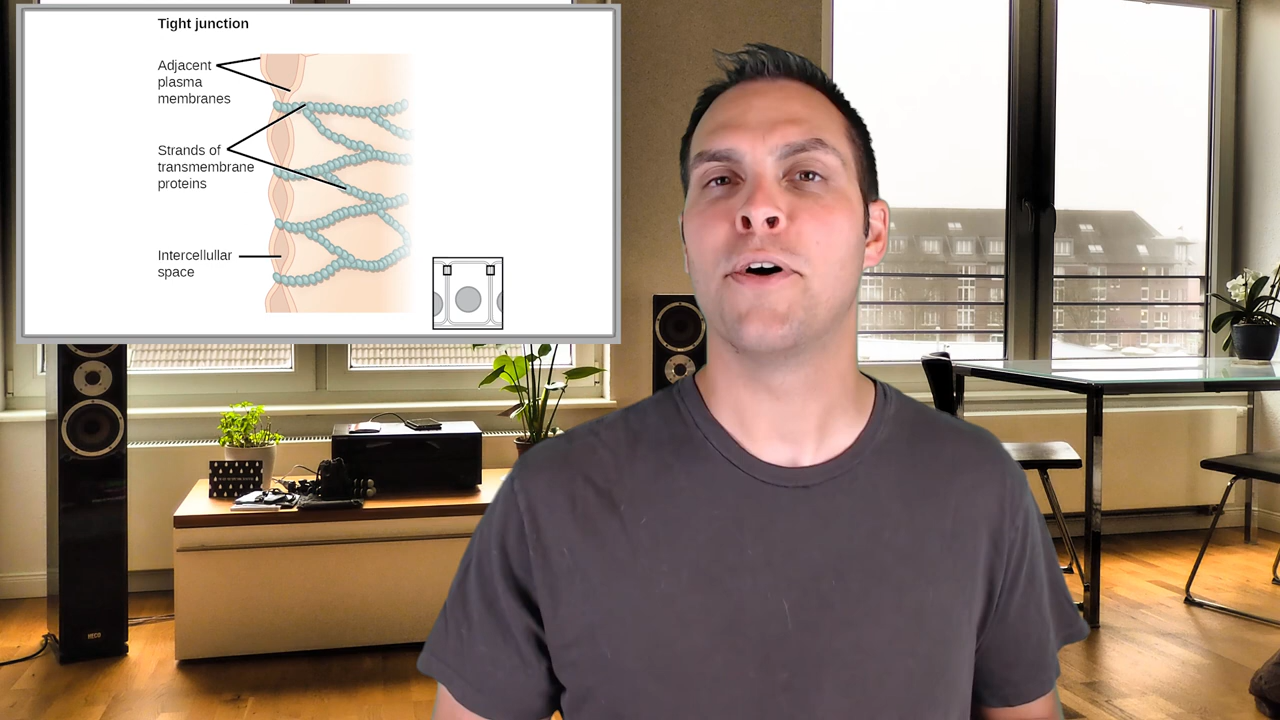 Tight junction
Adjacent
plasma
membranes
Strands of
transmembrane
proteins
Intercellular
space